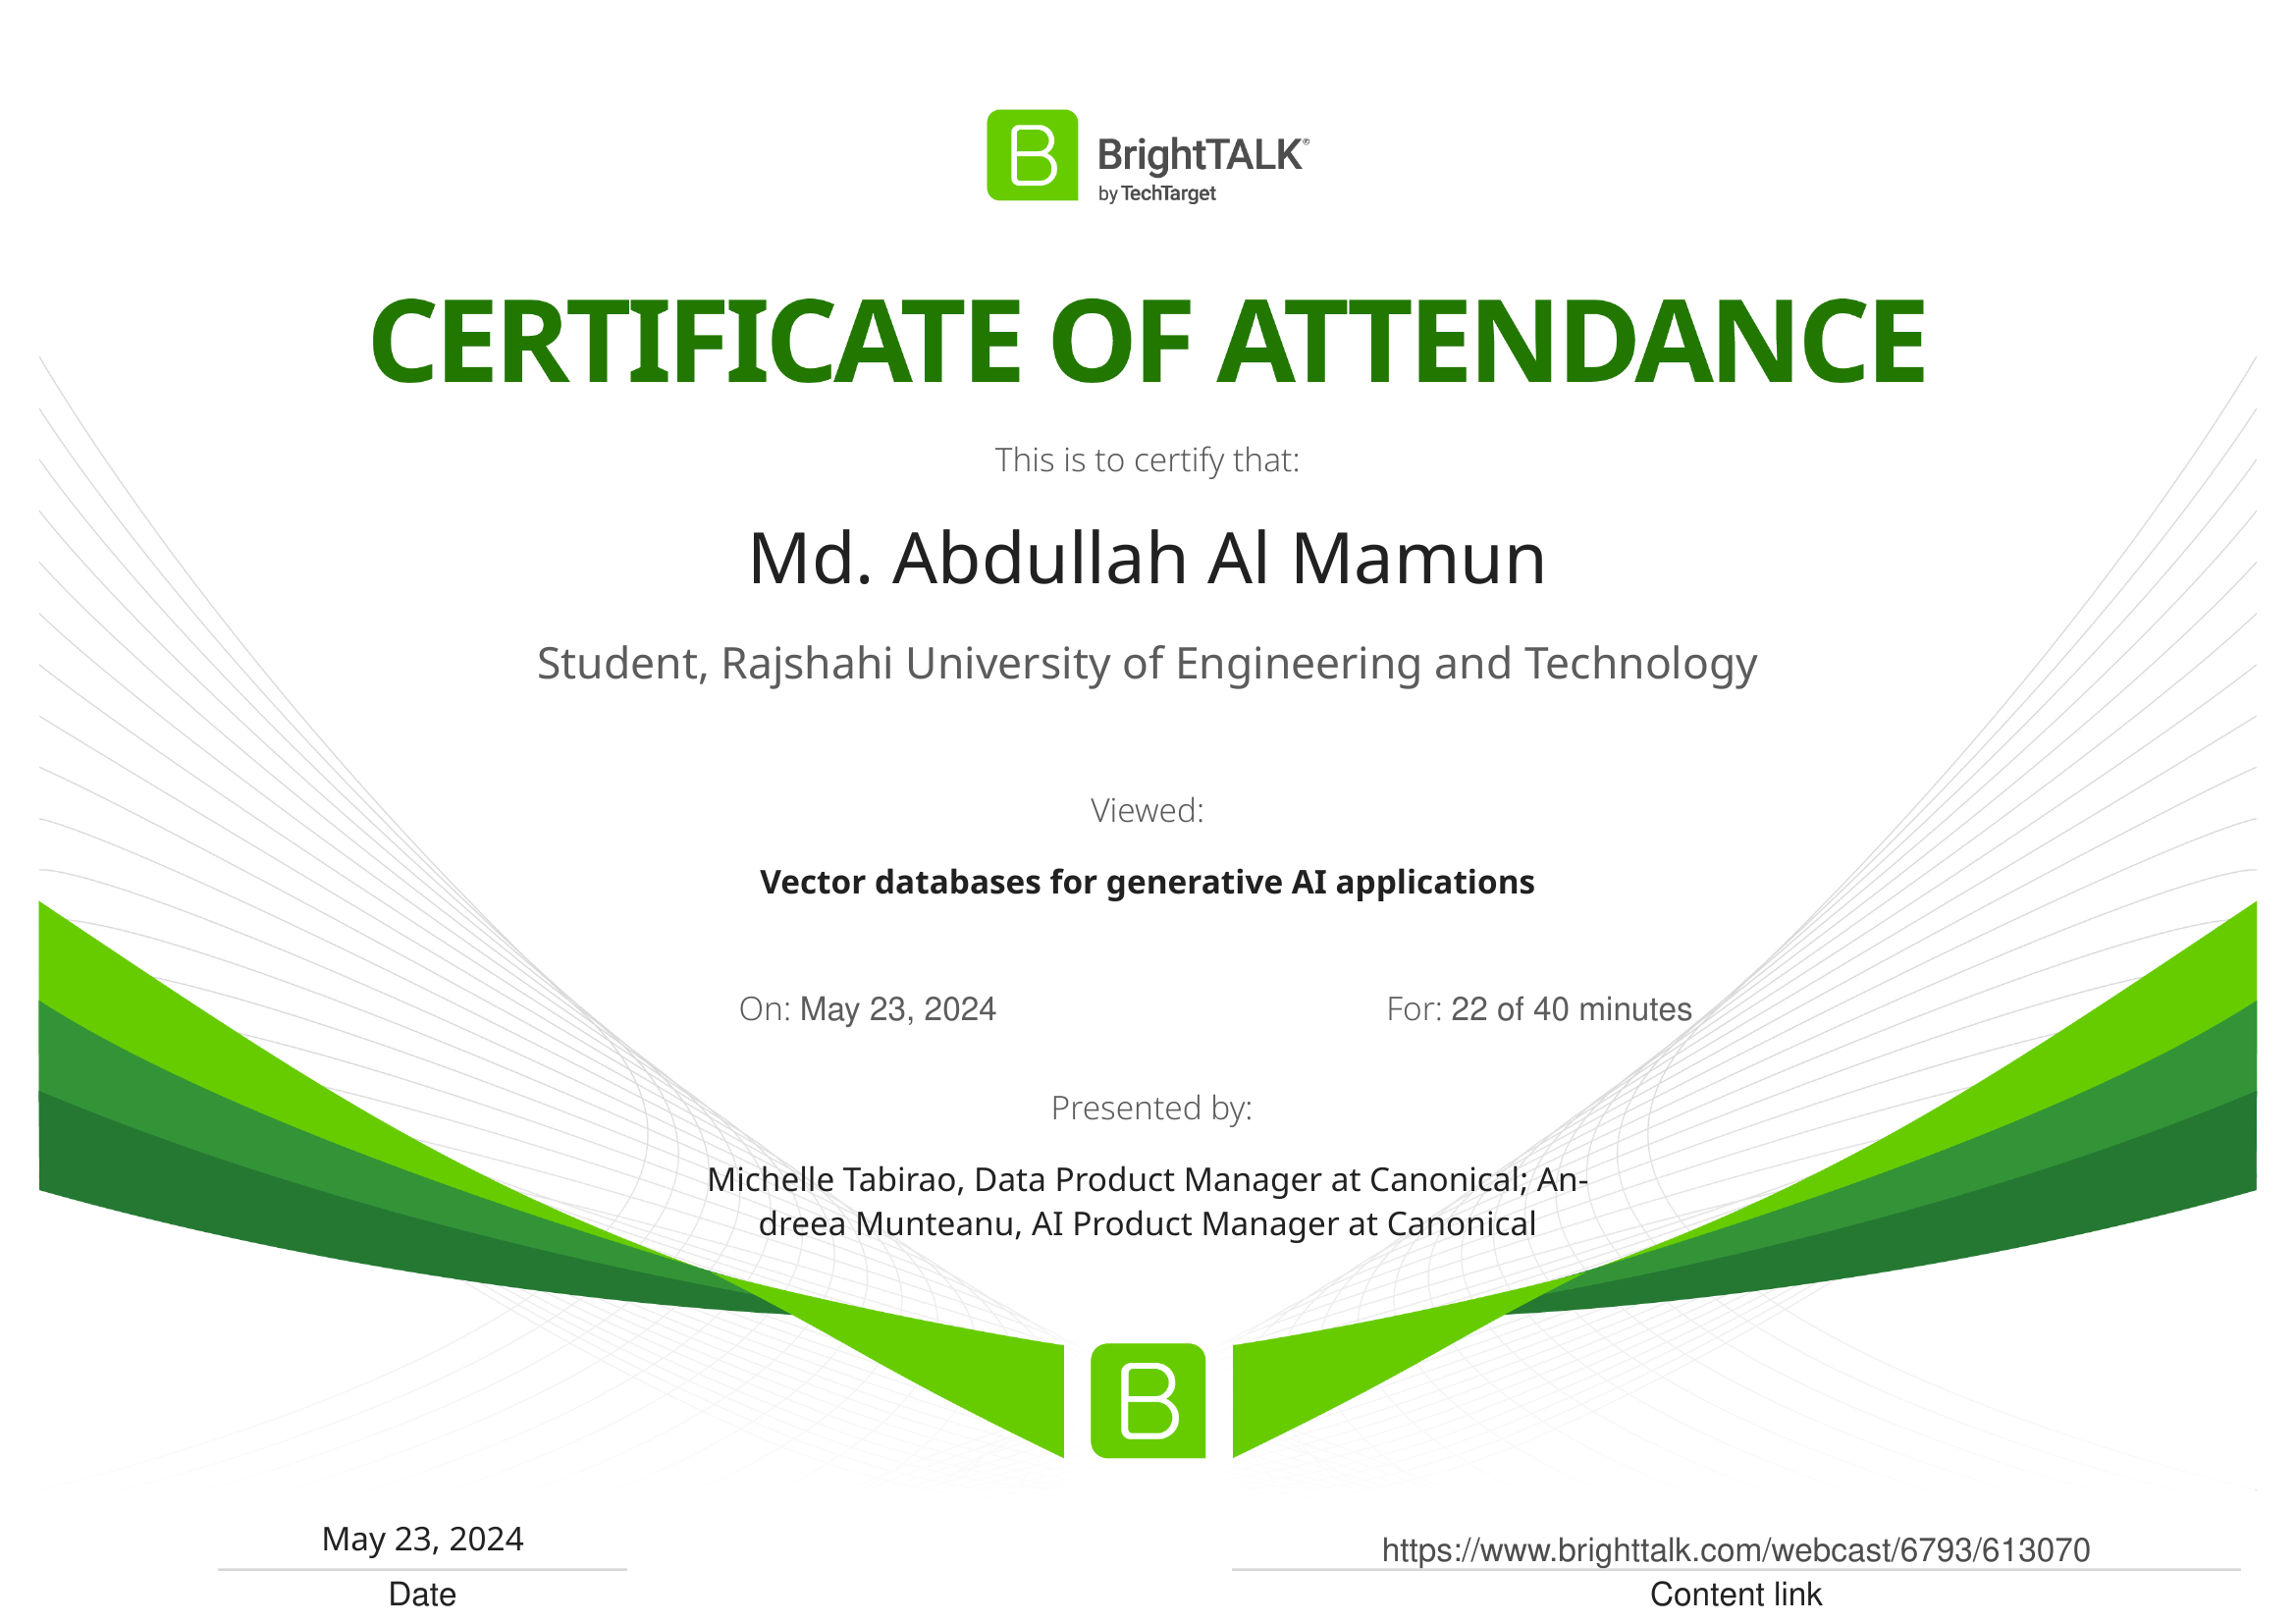 BrightTALK®
by TechTarget
CERTIFICATE OF ATTENDANCE
This is to certify that:
Md. Abdullah Al Mamun
Student, Rajshahi University of Engineering and Technology
Viewed:
Vector databases for generative AI applications
On: May 23, 2024 For: 22 of 40 minutes
Presented by:
Michelle Tabirao, Data Product Manager at Canonical; An-
dreea Munteanu, AI Product Manager at Canonical
B
May 23, 2024 https://www.brighttalk.com/webcast/6793/613070
Date Content link